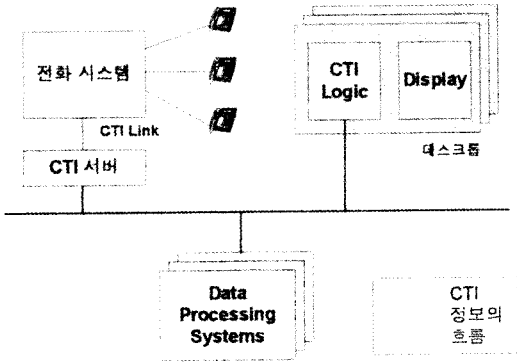 전화 시스템
CTI Link
CTI 서버
CTI
Logic
Display
데스크톱
Data
Processing
Systems
CTI
정보의
흐름